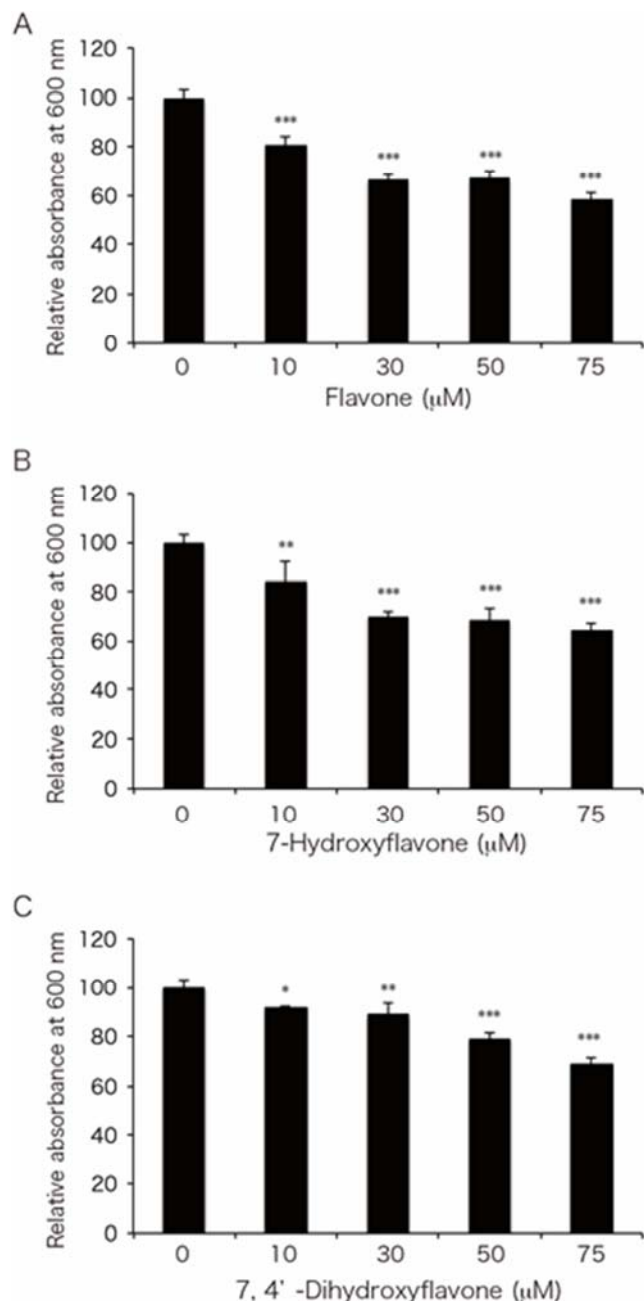 A
Relative absorbance at 600 nm
120
100
80
60
40
20
0
***
***
***
***
0 10 30 50 75
Flavone (μM)
B
Relative absorbance at 600 nm
120
100
80
60
40
20
0
**
***
***
***
0 10 30 50 75
7-Hydroxyflavone (μM)
C
Relative absorbance at 600 nm
120
100
80
60
40
20
0
*
**
***
***
0 10 30 50 75
7, 4' -Dihydroxyflavone (μM)